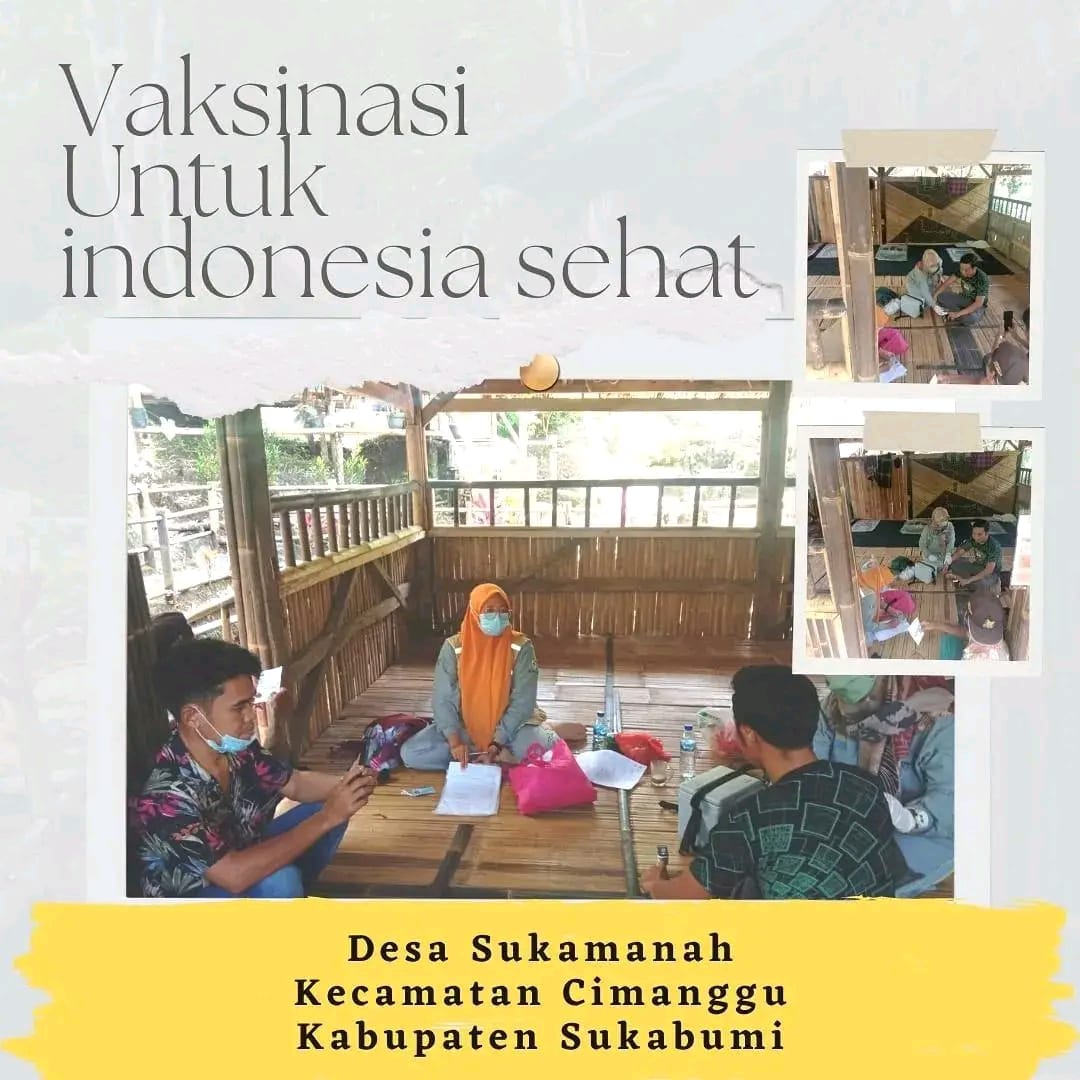 Vaksinasi
Untuk
indonesia sehat
Desa Sukamanah
Kecamatan Cimanggu
Kabupaten Sukabumi